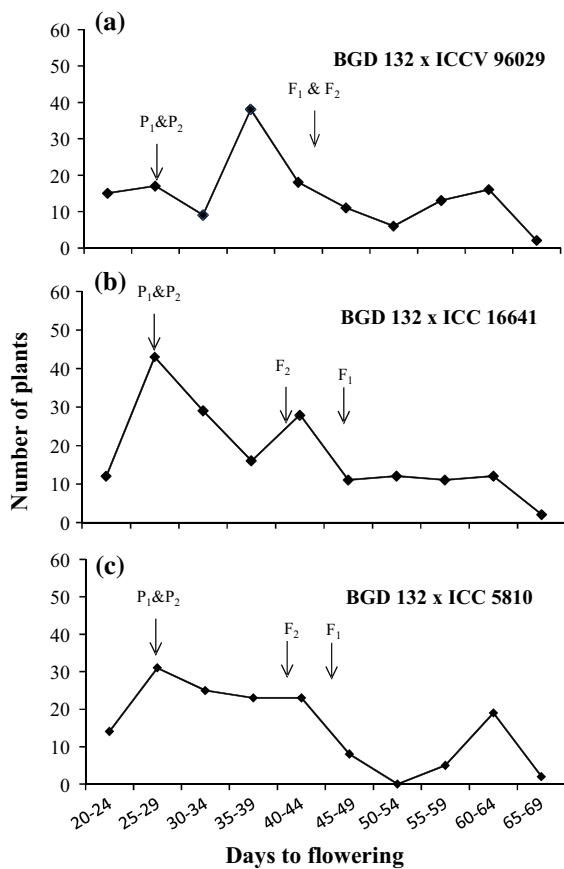 (a)
BGD 132 x ICCV 96029
F₁ & F₂
P₁&P₂
60
50
40
30
20
10
0
(b)
P₁&P₂
BGD 132 x ICC 16641
F₂
F₁
60
50
40
30
20
10
0
Number of plants
(c)
P₁&P₂
BGD 132 x ICC 5810
F₂
F₁
60
50
40
30
20
10
0
20-24 25-29 30-34 35-39 40-44 45-49 50-54 55-59 60-64 65-69
Days to flowering